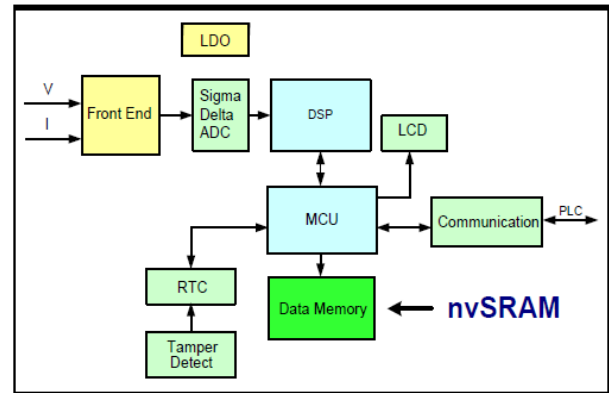 LDO
V
I
Front End
Sigma
Delta
ADC
DSP
LCD
MCU
Communication
PLC
RTC
Data Memory
nvSRAM
Tamper
Detect